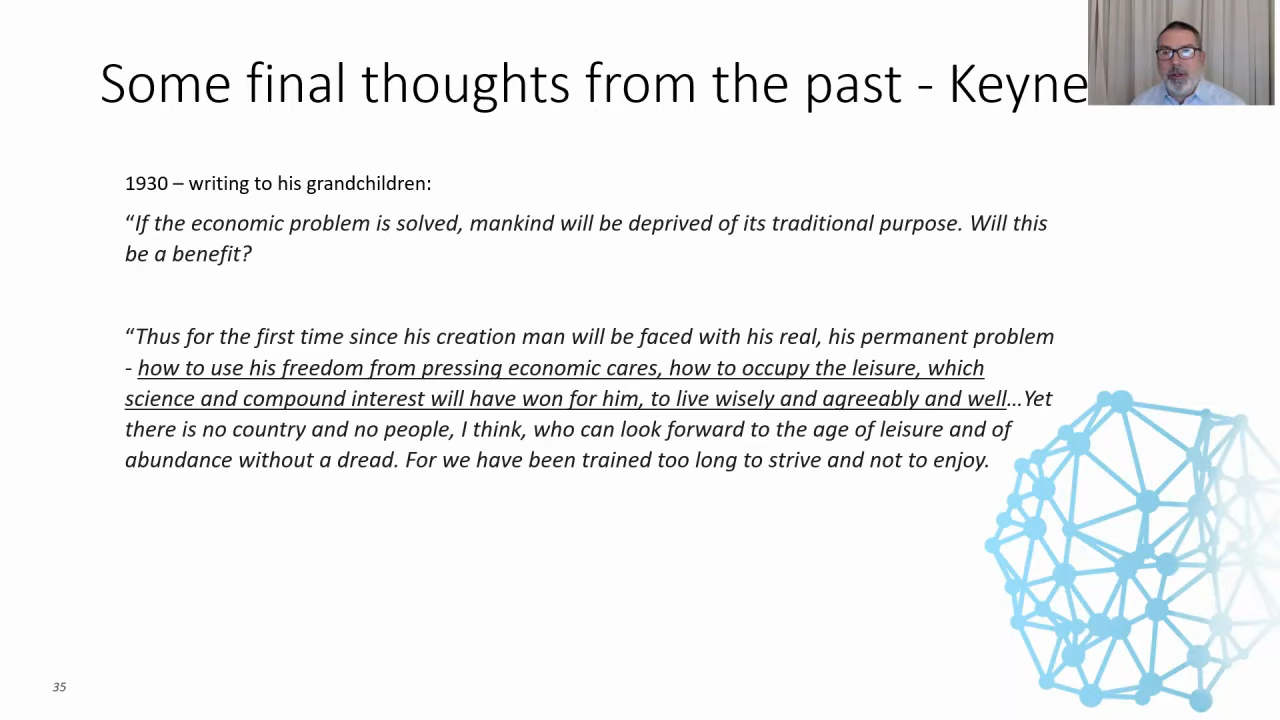 Some final thoughts from the past - Keyne
1930 – writing to his grandchildren:
“If the economic problem is solved, mankind will be deprived of its traditional purpose. Will this
be a benefit?
“Thus for the first time since his creation man will be faced with his real, his permanent problem
- how to use his freedom from pressing economic cares, how to occupy the leisure, which
science and compound interest will have won for him, to live wisely and agreeably and well…Yet
there is no country and no people, I think, who can look forward to the age of leisure and of
abundance without a dread. For we have been trained too long to strive and not to enjoy.
35